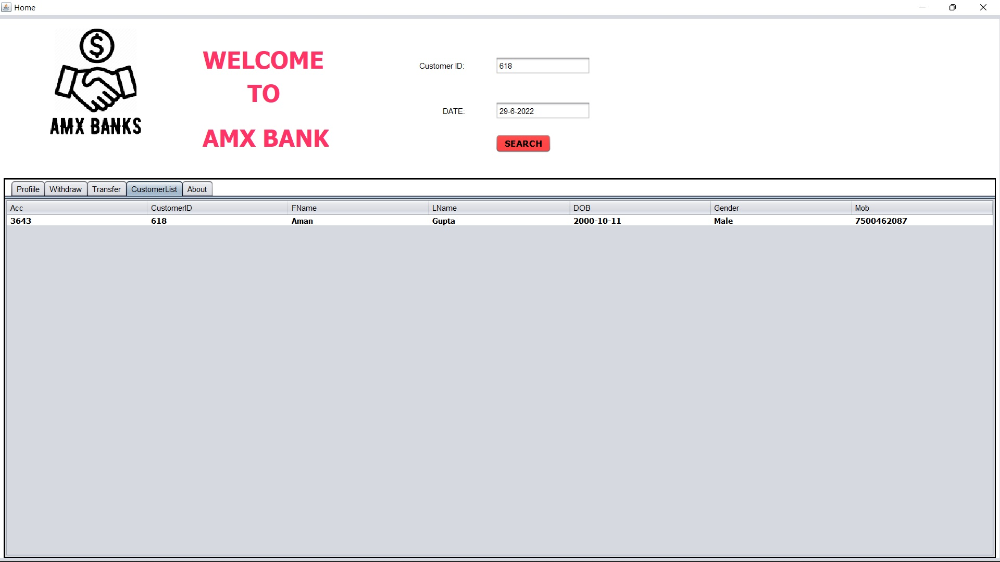 Home
$
AMX BANKS
WELCOME
TO
AMX BANK
Customer ID: 618
DATE: 29-6-2022
SEARCH
Profiile Withdraw Transfer CustomerList About
Acc CustomerID FName LName DOB Gender Mob
3643 618 Aman Gupta 2000-10-11 Male 7500462087